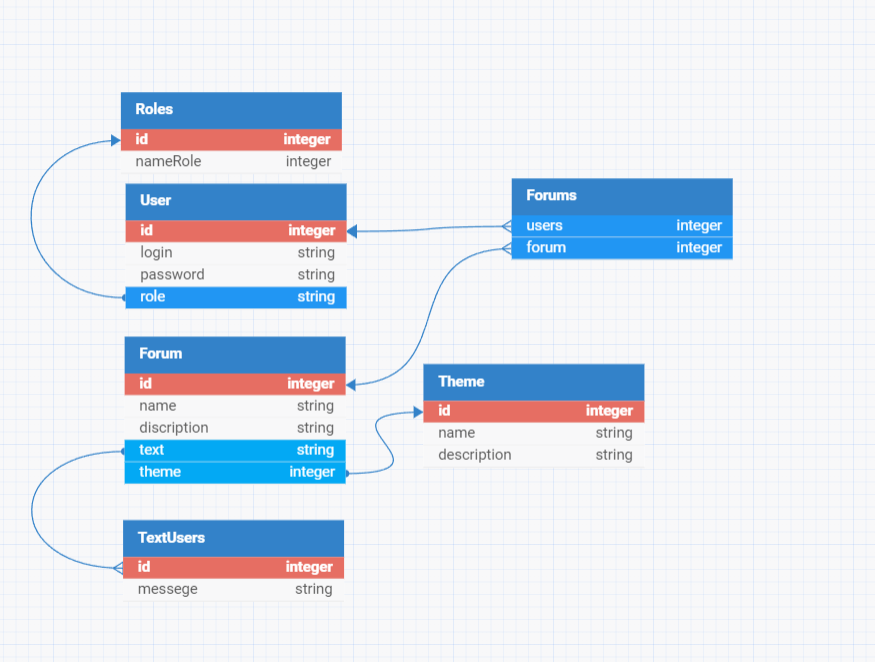 Roles
id integer
nameRole integer
User
id integer
login string
password string
role string
Forums
users integer
forum integer
Forum
id integer
name string
discription string
text string
theme integer
Theme
id integer
name string
description string
TextUsers
id integer
messege string